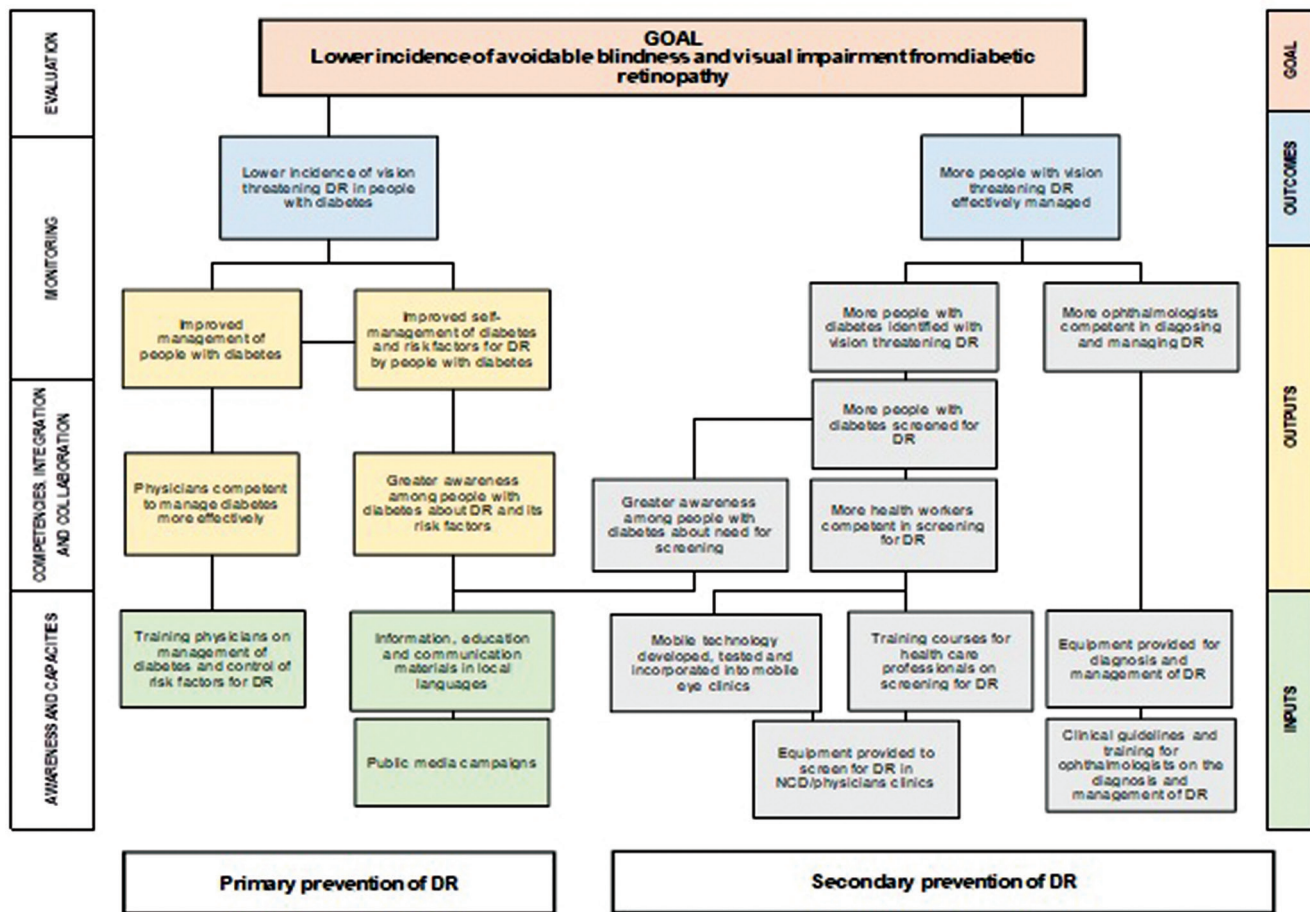 GOAL
Lower incidence of avoidable blindness and visual impairment from diabetic
retinopathy
EVALUATION
MONITORING
COMPETENCIES, INTEGRATION
AND COLLABORATION
AWARENESS AND CAPACITIES
GOAL
OUTCOMES
OUTPUTS
INPUTS
Lower incidence of vision
threatening DR in people
with diabetes
More people with vision
threatening DR
effectively managed
Improved
management of
people with diabetes
Improved self-
management of diabetes
and risk factors for DR
by people with diabetes
More people with
diabetes identified with
vision threatening DR
More ophthalmologists
competent in diagosing
and managing DR
More people with
diabetes screened for
DR
Physicians competent
to manage diabetes
more effectively
Greater awareness
among people with
diabetes about DR and its
risk factors
Greater awareness
among people with
diabetes about need for
screening
More health workers
competent in screening
for DR
Training physicians on
management of
diabetes and control of
risk factors for DR
Information, education
and communication
materials in local
languages
Mobile technology
developed, tested and
incorporated into mobile
eye clinics
Training courses for
health care
professionals on
screening for DR
Equipment provided for
diagnosis and
management of DR
Public media campaigns
Equipment provided to
screen for DR in
NCD/physicians clinics
Clinical guidelines and
training for
ophthalmologists on the
diagnosis and
management of DR
Primary prevention of DR
Secondary prevention of DR